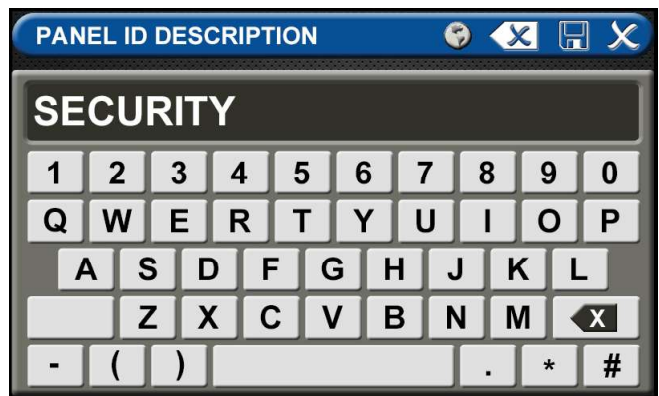 PANEL ID DESCRIPTION
SECURITY
1 2 3 4 5 6 7 8 9 0
Q W E R T Y U I O P
A S D F G H J K L
Z X C V B N M X
- ( ) . * #